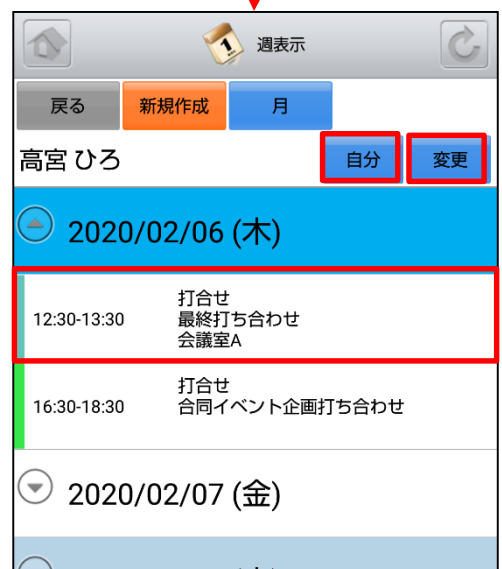 1
週表示
戻る
新規作成
月
高宮 ひろ
自分
変更
2020/02/06 (木)
12:30-13:30
打合せ
最終打ち合わせ
会議室A
16:30-18:30
打合せ
合同イベント企画打ち合わせ
2020/02/07 (金)